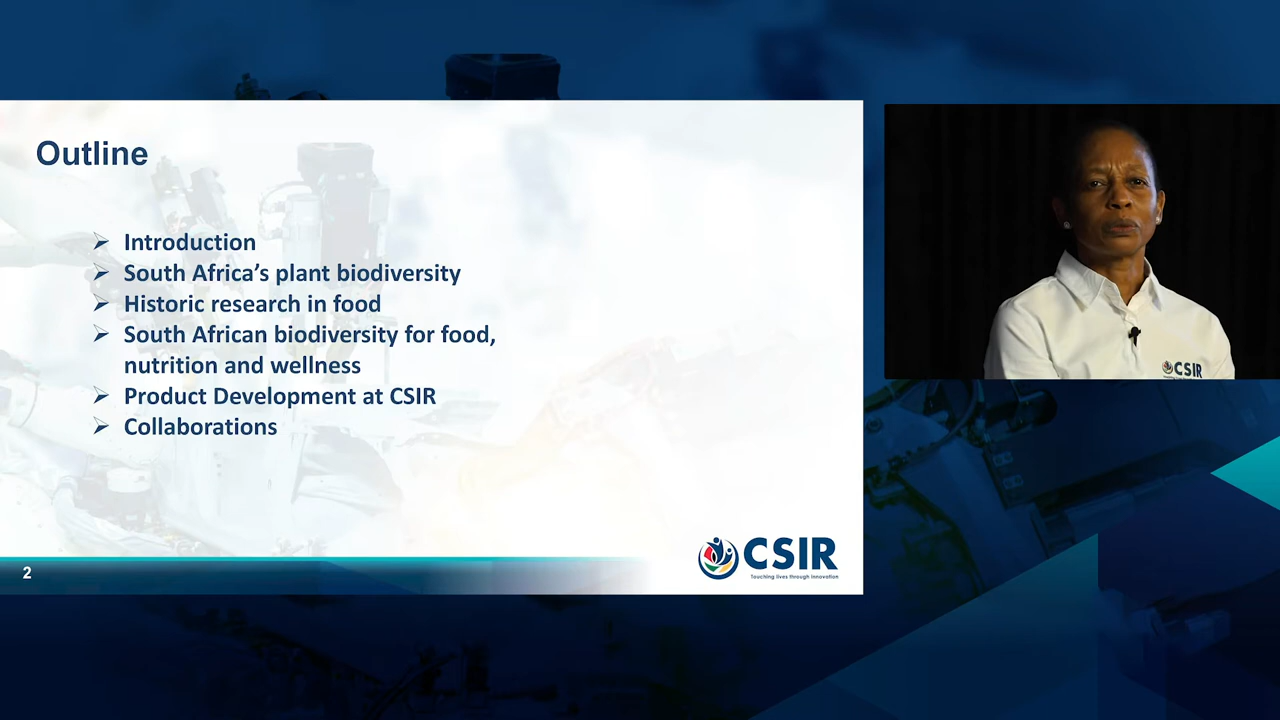 Outline
➢ Introduction
➢ South Africa's plant biodiversity
➢ Historic research in food
➢ South African biodiversity for food,
nutrition and wellness
➢ Product Development at CSIR
➢ Collaborations
2
CSIR
Touching lives through innovation
CSIR